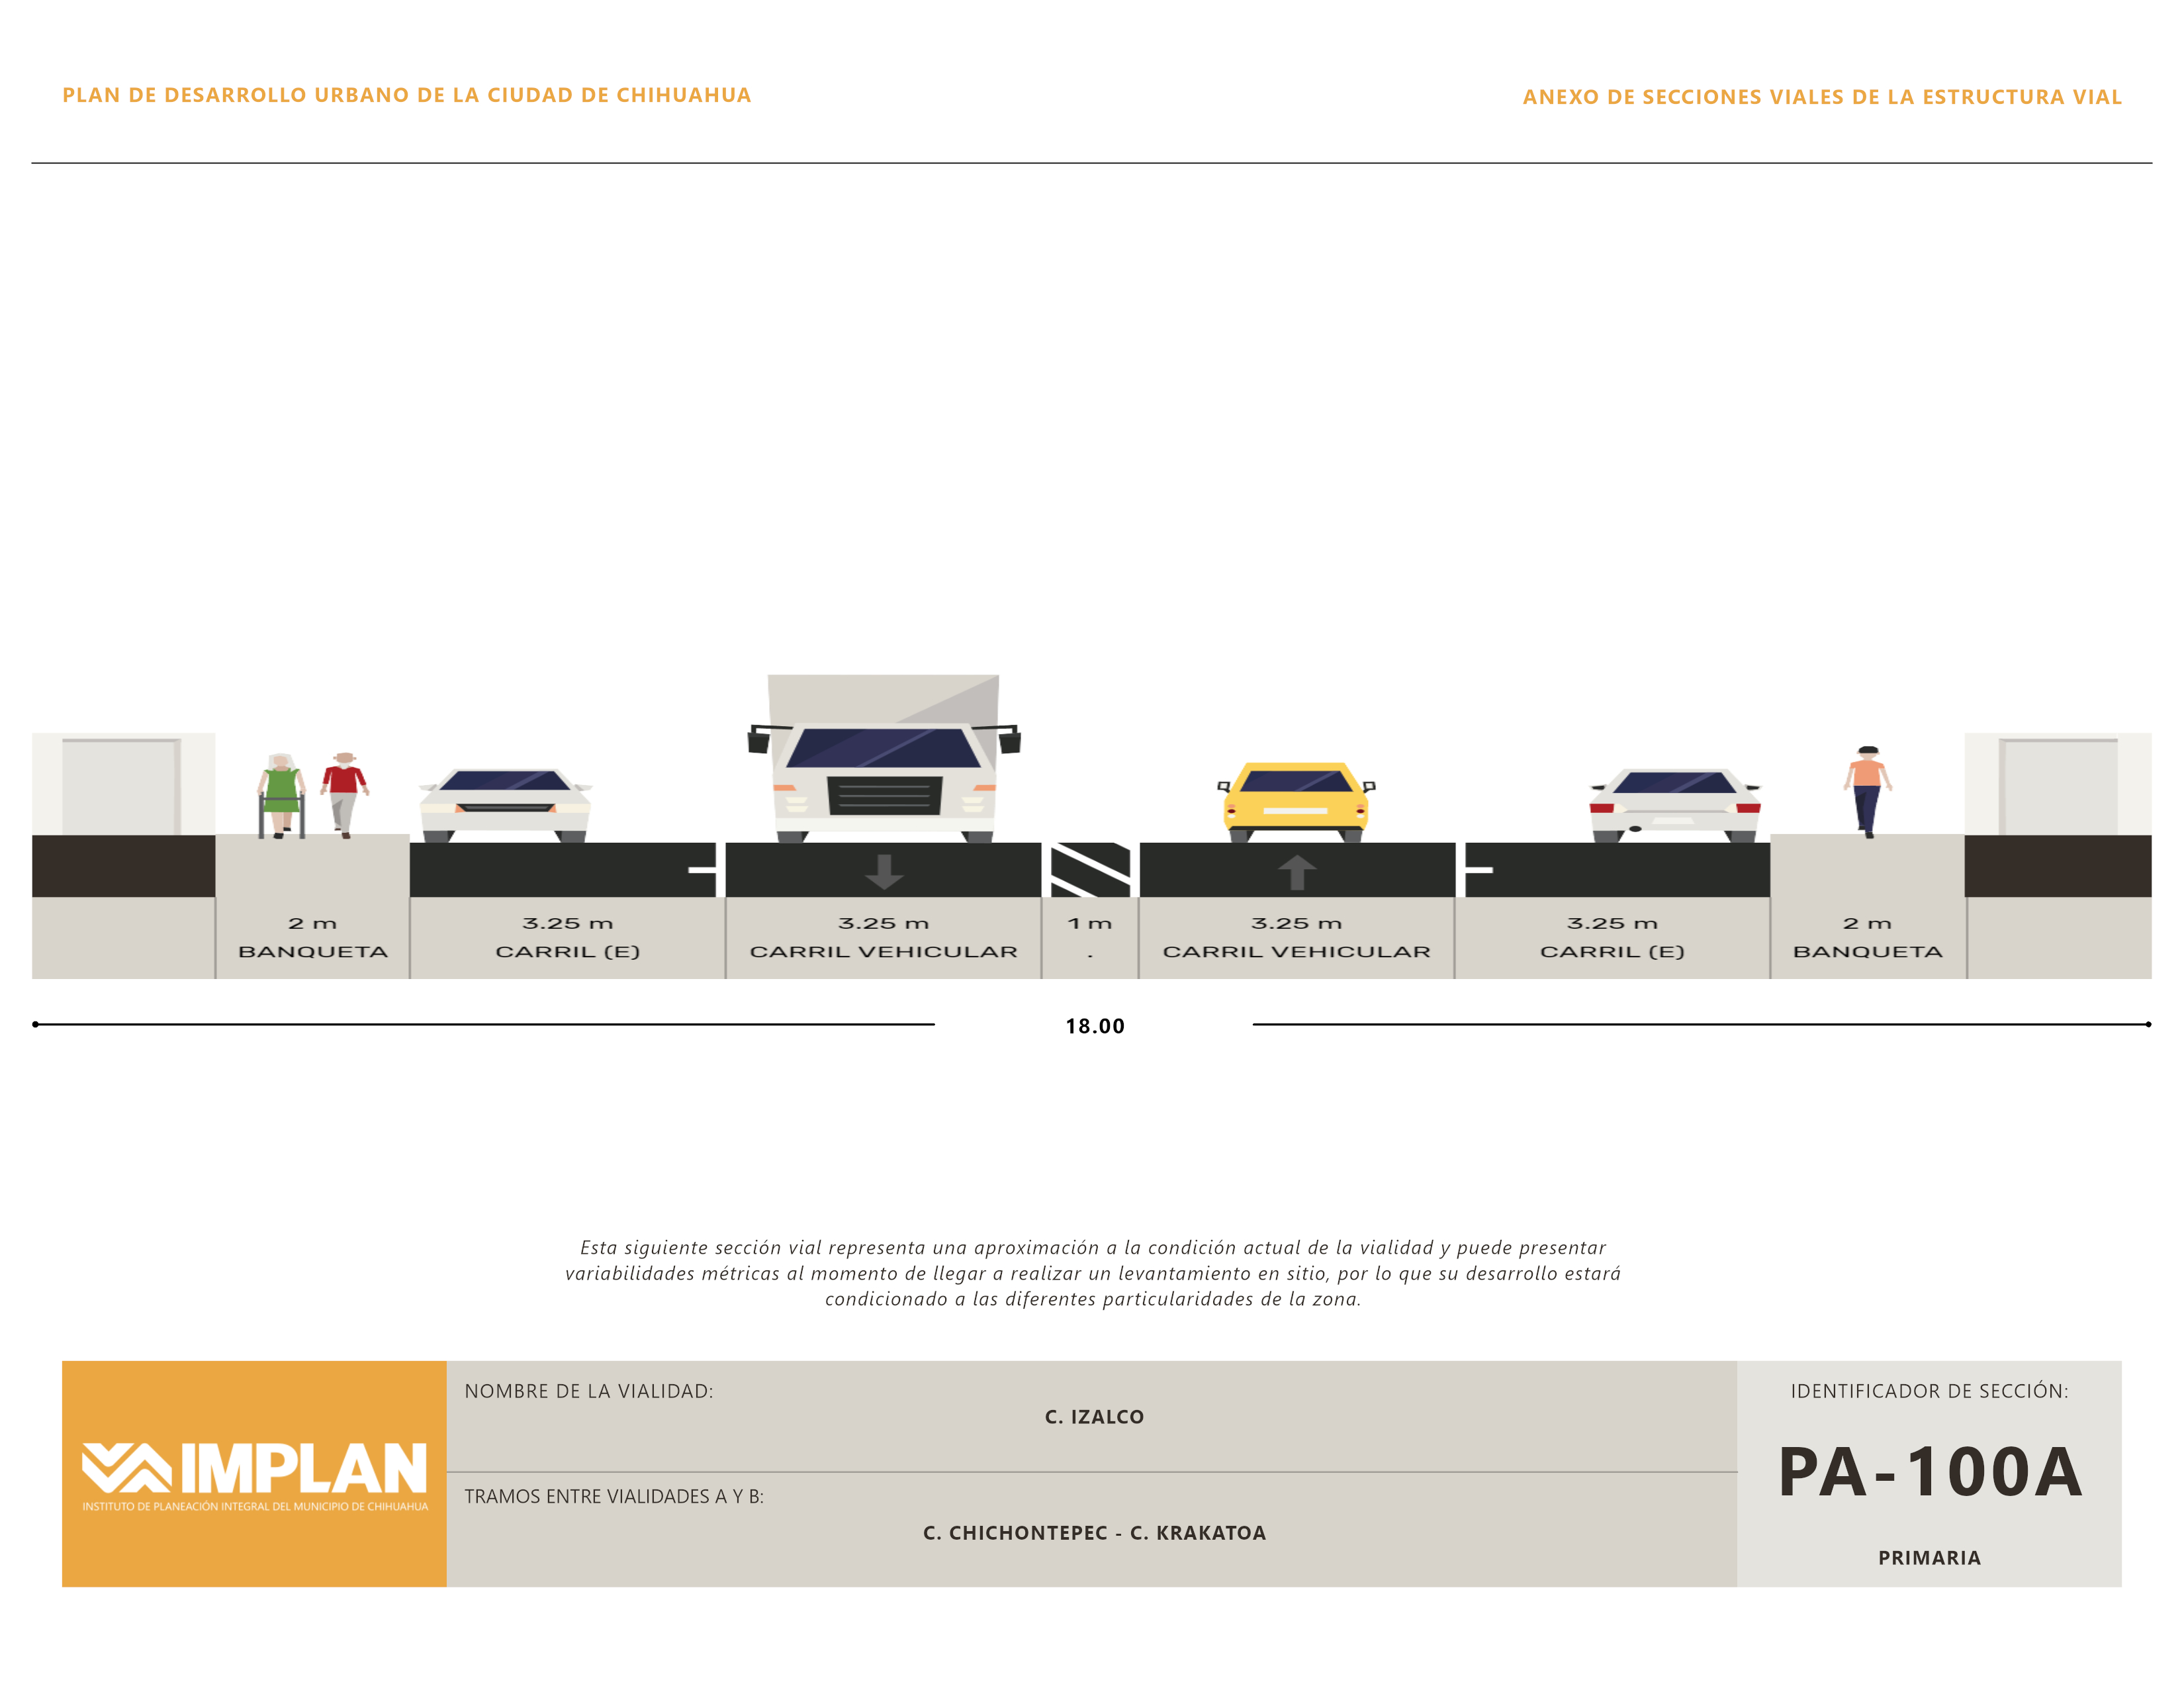 PLAN DE DESARROLLO URBANO DE LA CIUDAD DE CHIHUAHUA
ANEXO DE SECCIONES VIALES DE LA ESTRUCTURA VIAL
2 m 3.25 m 3.25 m 1 m 3.25 m 3.25 m 2 m
BANQUETA CARRIL (E) CARRIL VEHICULAR . CARRIL VEHICULAR CARRIL (E) BANQUETA
18.00
Esta siguiente sección vial representa una aproximación a la condición actual de la vialidad y puede presentar
variabilidades métricas al momento de llegar a realizar un levantamiento en sitio, por lo que su desarrollo estará
condicionado a las diferentes particularidades de la zona.
IMPLAN
INSTITUTO DE PLANEACIÓN INTEGRAL DEL MUNICIPIO DE CHIHUAHUA
NOMBRE DE LA VIALIDAD:
C. IZALCO
TRAMOS ENTRE VIALIDADES A Y B:
C. CHICHONTEPEC - C. KRAKATOA
IDENTIFICADOR DE SECCIÓN:
PA-100A
PRIMARIA